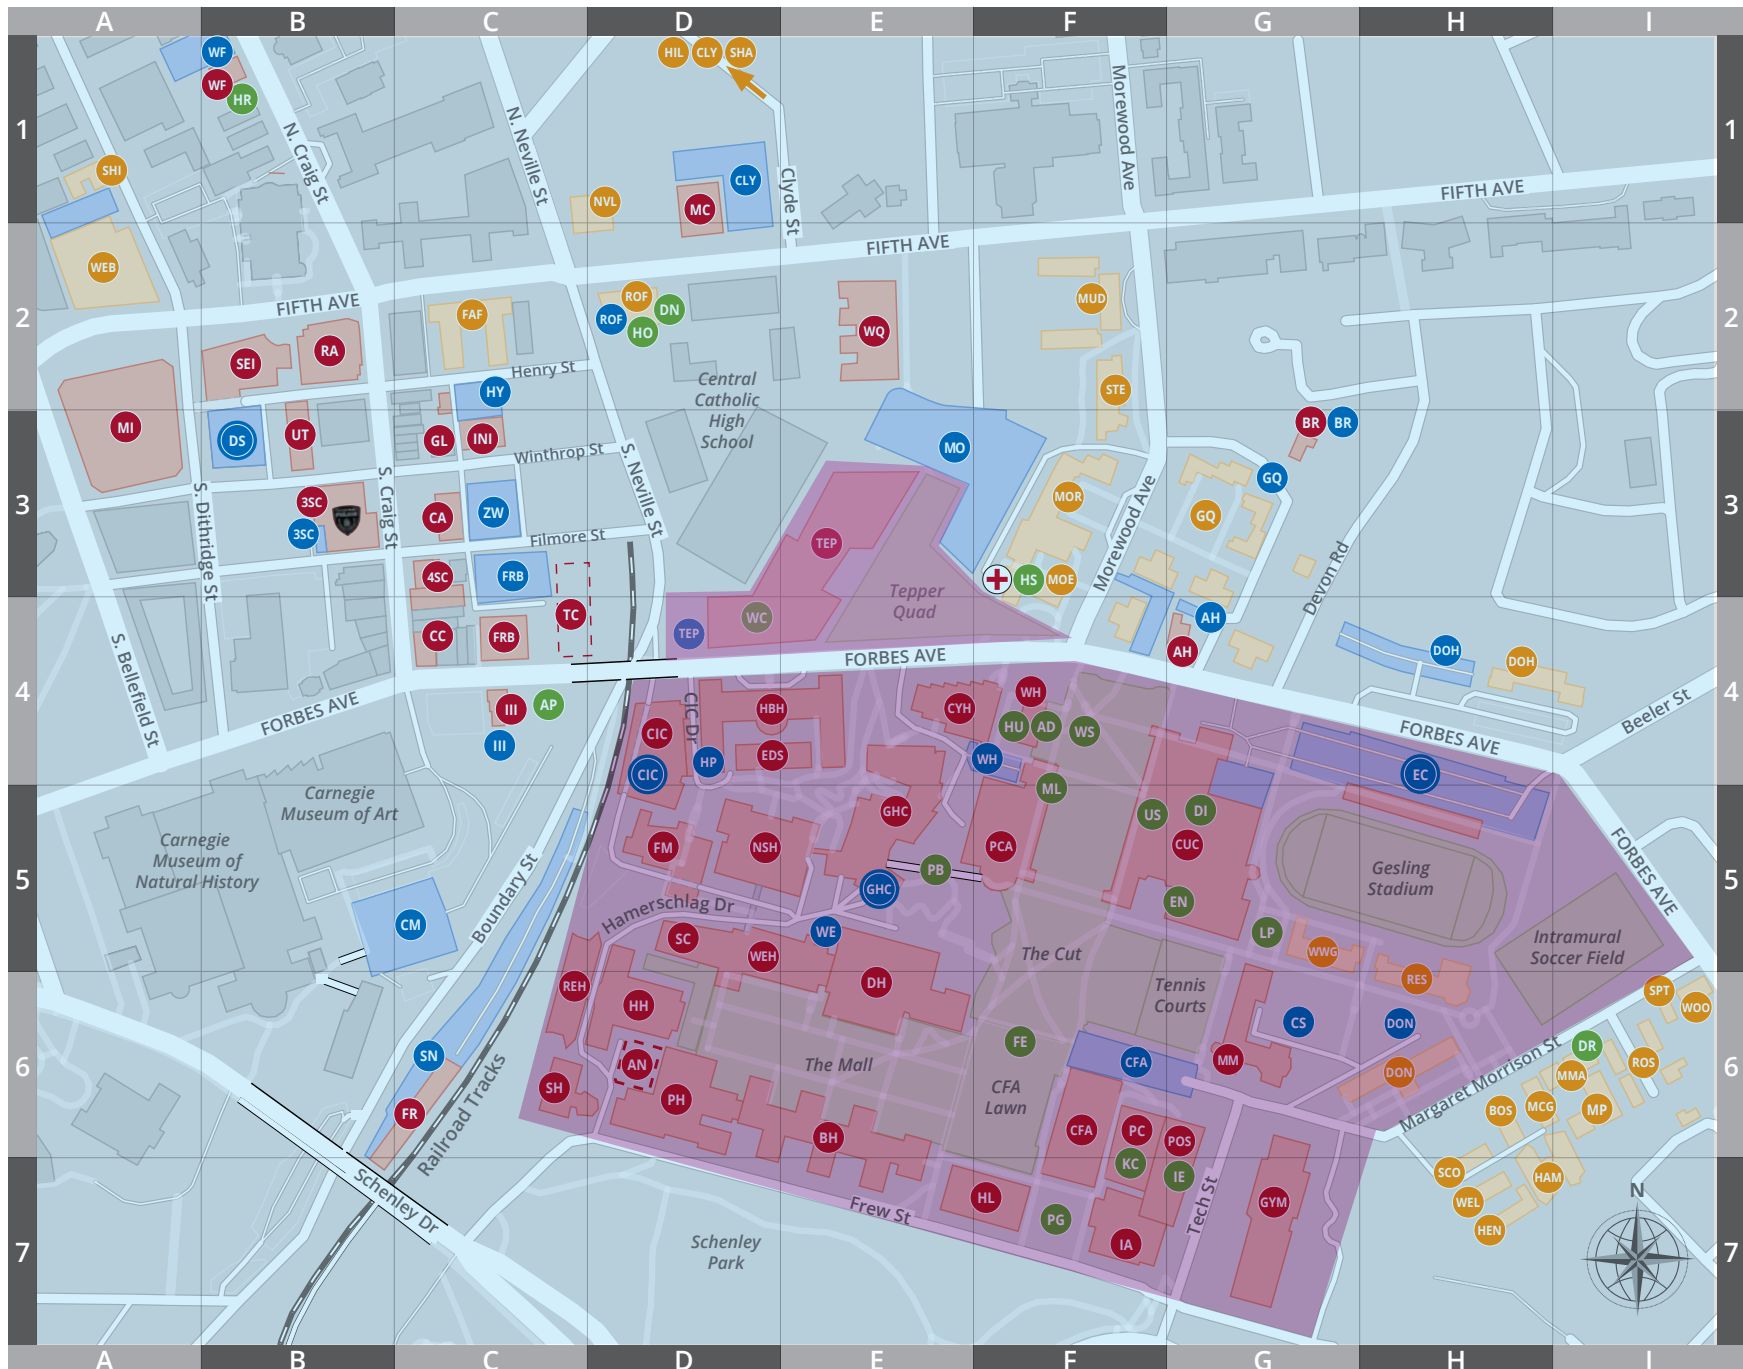 A B C D E F G H I
WF
HIL CLY SHA
WF
HR
N. Craig St
N. Neville St
Morewood Ave
1
1
SHI
CLY
Clyde St
FIFTH AVE
NVL
MC
FIFTH AVE
WEB
FIFTH AVE
FAF
ROF
ROF
DN
HO
MUD
2
2
WQ
SEI
RA
Henry St
HY
Central
Catholic
High
School
STE
MI
DS
UT
GL
INI
Winthrop St
MO
BR
BR
S. Neville St
S. Craig St
S. Dithridge St
3SC
3SC
CA
ZW
Filmore St
MOR
GQ
GQ
3
3
TEP
Morewood Ave
Devon Rd
4SC
FRB
HS
MOE
Tepper
Quad
TC
WC
TEP
AH
AH
CC
FRB
S. Bellefield St
FORBES AVE
DOH
DOH
4
4
FORBES AVE
III
AP
III
CIC Dr
HBH
CYH
WH
HU
AD
WS
CIC
CIC
HP
EDS
WH
FORBES AVE
Beeler St
EC
Carnegie
Museum of Art
ML
Carnegie
Museum of
Natural History
GHC
US
DI
FM
NSH
PCA
CUC
Gesling
Stadium
FORBES AVE
5
5
PB
GHC
EN
Boundary St
Hamerschlag Dr
CM
SC
WE
WEH
LP
WWG
The Cut
Intramural
Soccer Field
REH
DH
Tennis
Courts
RES
SPT
WOO
HH
CS
DON
FE
SN
AN
The Mall
CFA
MM
DON
DR
ROS
6
6
Railroad Tracks
SH
PH
CFA
Lawn
Margaret Morrison St
MMA
MCG
MP
BOS
FR
BH
CFA
PC
POS
KC
IE
SCO
HAM
Schenley Dr
HL
Frew St
PG
IA
Tech St
GYM
WEL
HEN
N
7
7
Schenley
Park
A B C D E F G H I